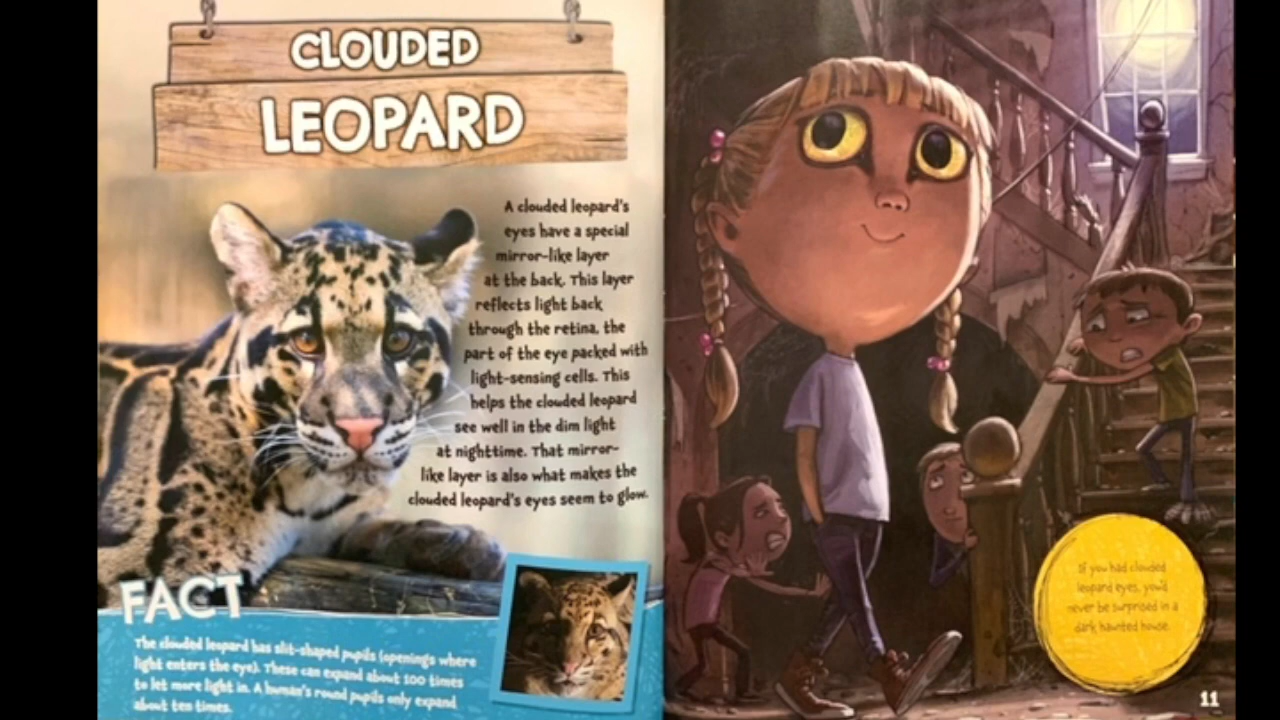 CLOUDED
LEOPARD
A clouded leopard's
eyes have a special
mirror-like layer
at the back. This layer
reflects light back
through the retina, the
part of the eye packed with
light-sensing cells. This
helps the clouded leopard
see well in the dim light
at nighttime. That mirror-
like layer is also what makes the
clouded leopard's eyes seem to glow.
FACT
The clouded leopard has slit-shaped pupils (openings where
light enters the eye). These can expand about 100 times
to let more light in. A human's round pupils only expand
about ten times.
If you had clouded
leopard eyes, you'd
never be surprised in a
dark haunted house.
11